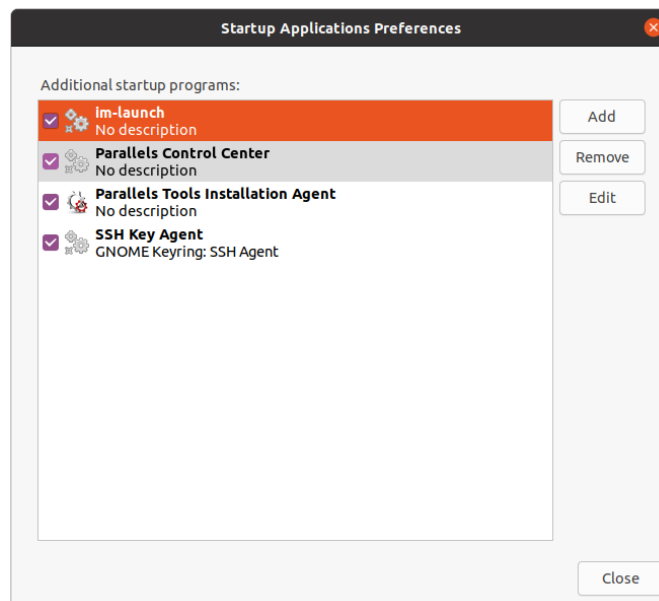 Startup Applications Preferences
Additional startup programs:
im-launch
No description
Parallels Control Center
No description
Parallels Tools Installation Agent
No description
SSH Key Agent
GNOME Keyring: SSH Agent
Add
Remove
Edit
Close